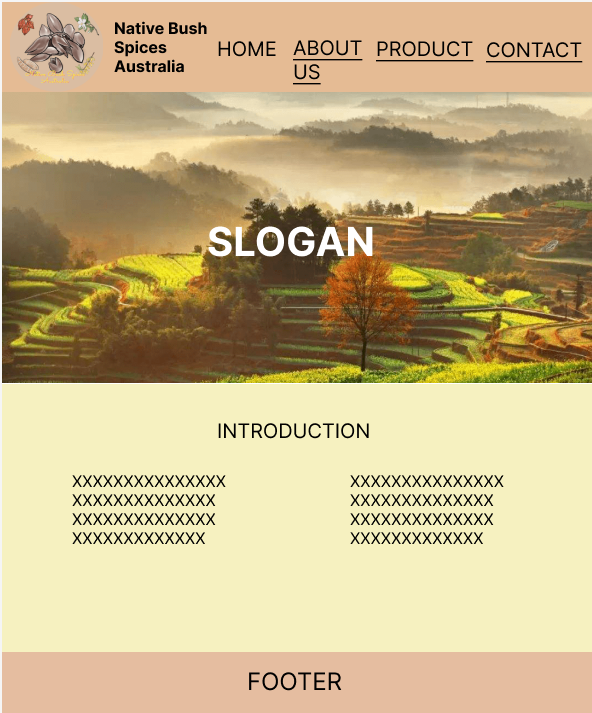 Native Bush
Spices
Australia
HOME
ABOUT
US
PRODUCT
CONTACT
SLOGAN
INTRODUCTION
XXXXXXXXXXXXXXX
XXXXXXXXXXXXXX
XXXXXXXXXXXXXX
XXXXXXXXXXXXX
XXXXXXXXXXXXXXX
XXXXXXXXXXXXXX
XXXXXXXXXXXXXX
XXXXXXXXXXXXX
FOOTER